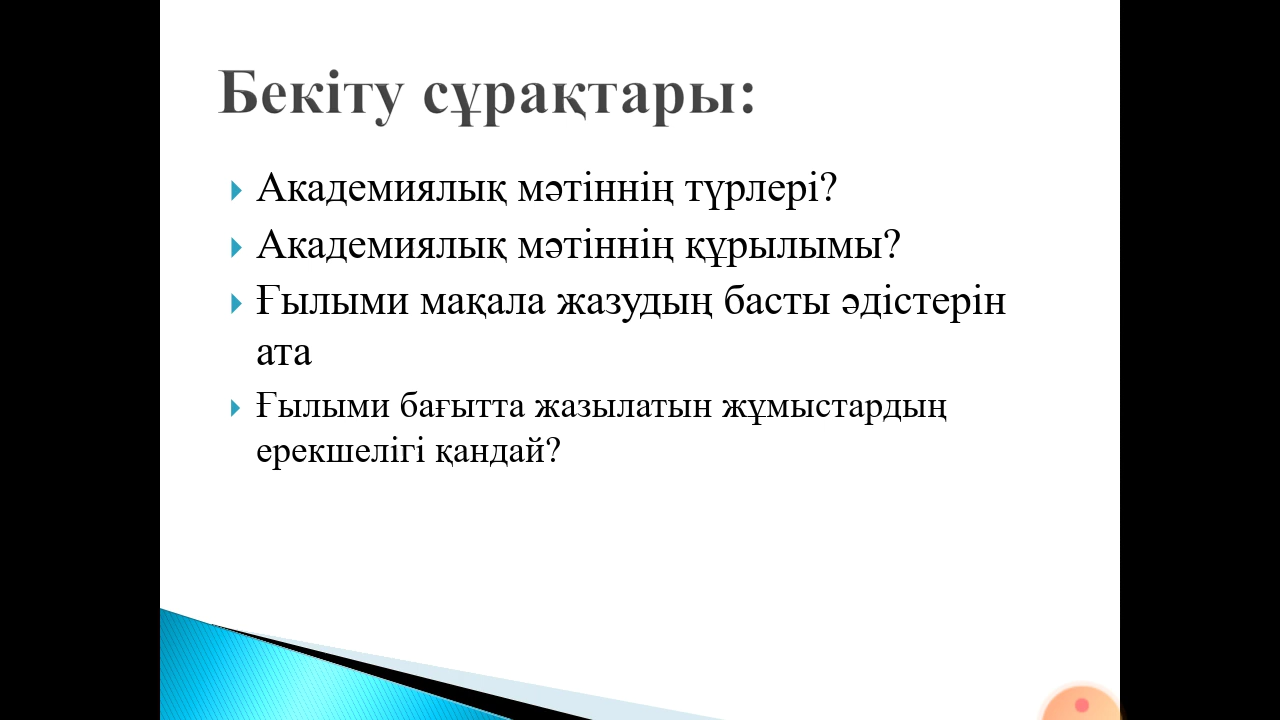 Бекіту сұрақтары:
Академиялық мәтіннің түрлері?
Академиялық мәтіннің құрылымы?
Ғылыми мақала жазудың басты әдістерін
ата
Ғылыми бағытта жазылатын жұмыстардың
ерекшелігі қандай?